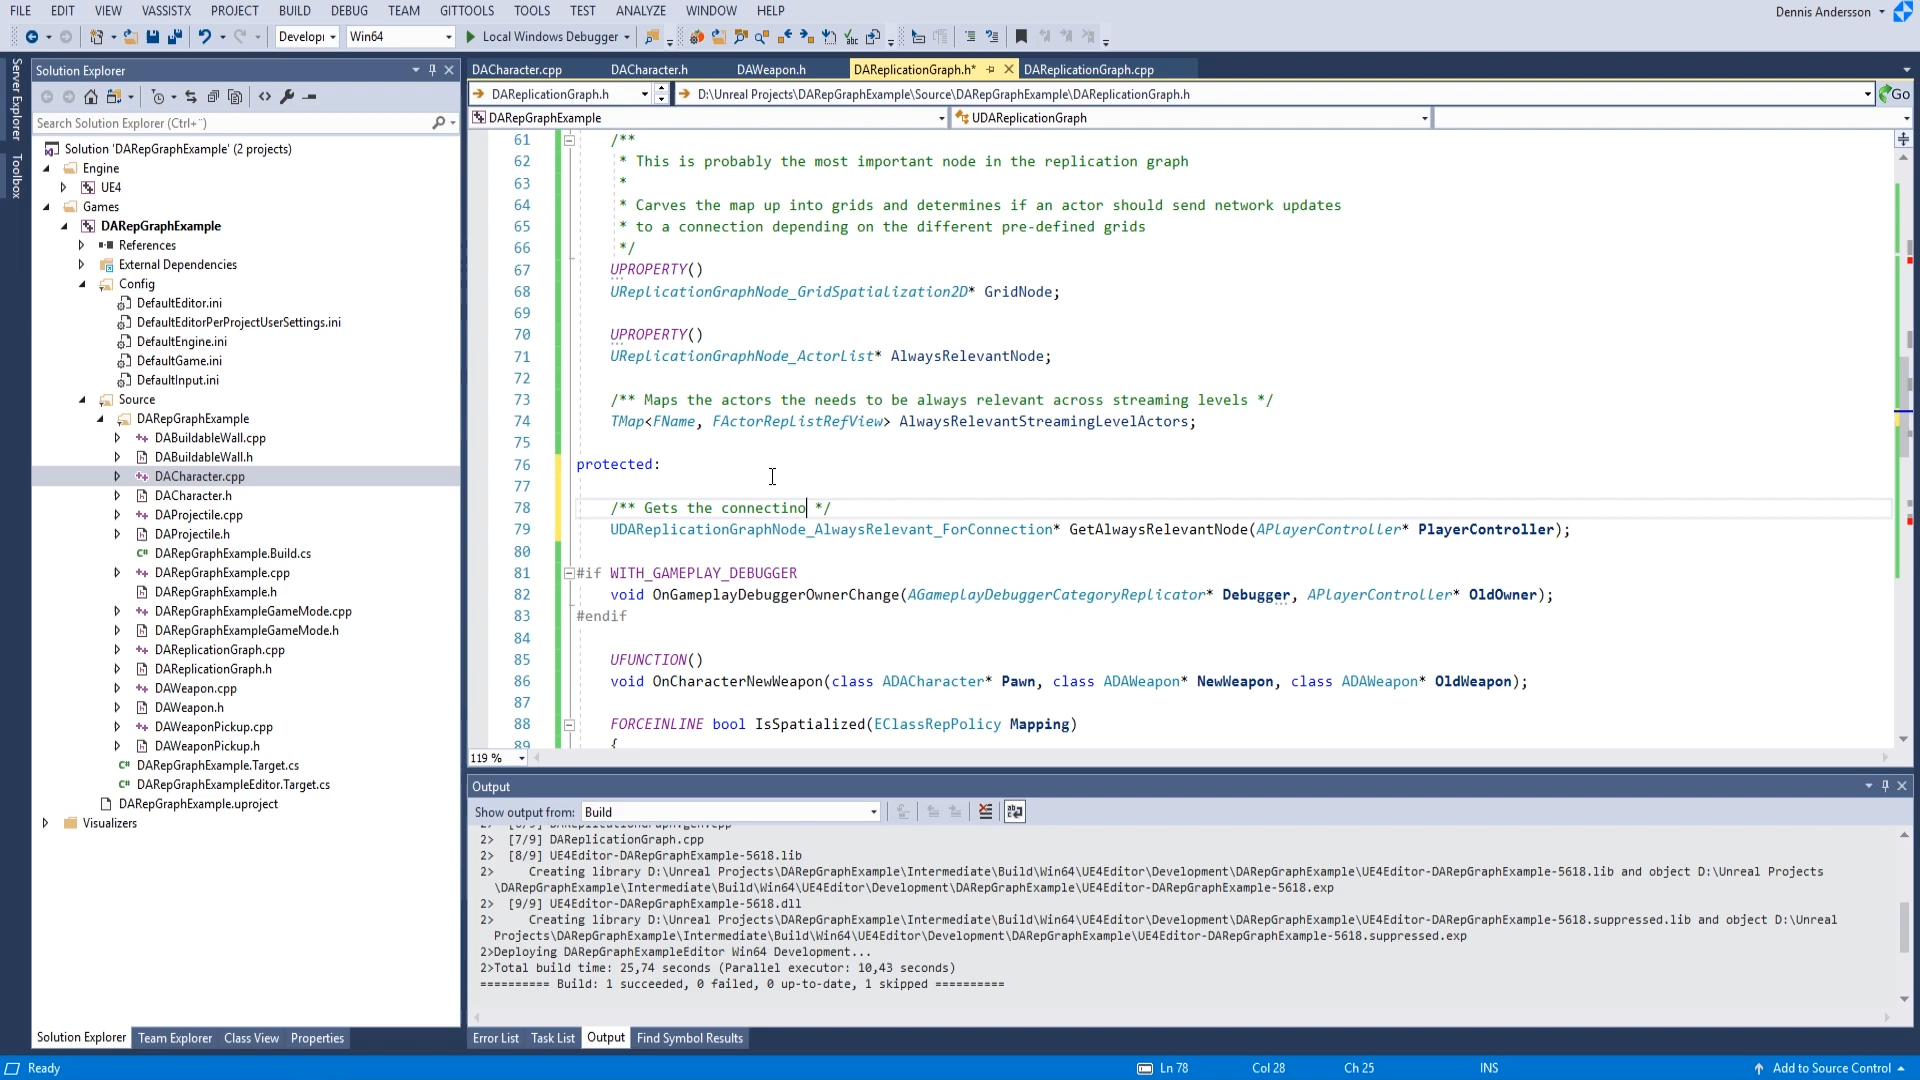 FILE EDIT VIEW VASSISTX PROJECT BUILD DEBUG TEAM GITTOOLS TOOLS TEST ANALYZE WINDOW HELP Dennis Andersson
Developi Win64 Local Windows Debugger
Server Explorer
Toolbox
Solution Explorer
Search Solution Explorer (Ctrl+¨)
Solution 'DARepGraphExample' (2 projects)
Engine
UE4
Games
DARepGraphExample
References
External Dependencies
Config
DefaultEditor.ini
DefaultEditorPerProjectUserSettings.ini
DefaultEngine.ini
DefaultGame.ini
DefaultInput.ini
Source
DARepGraphExample
DABuildableWall.cpp
DABuildableWall.h
DACharacter.cpp
DACharacter.h
DAProjectile.cpp
DAProjectile.h
DARepGraphExample.Build.cs
DARepGraphExample.cpp
DARepGraphExample.h
DARepGraphExampleGameMode.cpp
DARepGraphExampleGameMode.h
DAReplicationGraph.cpp
DAReplicationGraph.h
DAWeapon.cpp
DAWeapon.h
DAWeaponPickup.cpp
DAWeaponPickup.h
DARepGraphExample.Target.cs
DARepGraphExampleEditor.Target.cs
DARepGraphExample.uproject
Visualizers
Solution Explorer Team Explorer Class View Properties
DACharacter.cpp DACharacter.h DAWeapon.h DAReplicationGraph.h* DAReplicationGraph.cpp
DAReplicationGraph.h D:\Unreal Projects\DARepGraphExample\Source\DARepGraphExample\DAReplicationGraph.h Go
DARepGraphExample UDAReplicationGraph
61 /**
62 * This is probably the most important node in the replication graph
63 *
64 * Carves the map up into grids and determines if an actor should send network updates
65 * to a connection depending on the different pre-defined grids
66 */
67 UPROPERTY()
68 UReplicationGraphNode_GridSpatialization2D* GridNode;
69
70 UPROPERTY()
71 UReplicationGraphNode_ActorList* AlwaysRelevantNode;
72
73 /** Maps the actors the needs to be always relevant across streaming levels */
74 TMap<FName, FActorRepListRefView> AlwaysRelevantStreamingLevelActors;
75
76 protected:
77
78 /** Gets the connectino */
79 UDAReplicationGraphNode_AlwaysRelevant_ForConnection* GetAlwaysRelevantNode(APlayerController* PlayerController);
80
81 #if WITH_GAMEPLAY_DEBUGGER
82 void OnGameplayDebuggerOwnerChange(AGameplayDebuggerCategoryReplicator* Debugger, APlayerController* OldOwner);
83 #endif
84
85 UFUNCTION()
86 void OnCharacterNewWeapon(class ADACharacter* Pawn, class ADAWeapon* NewWeapon, class ADAWeapon* OldWeapon);
87
88 FORCEINLINE bool IsSpatialized(EClassRepPolicy Mapping)
89 {
119 %
Output
Show output from: Build
2> [6/9] DAReplicationGraph.gen.cpp
2> [7/9] DAReplicationGraph.cpp
2> [8/9] UE4Editor-DARepGraphExample-5618.lib
2> Creating library D:\Unreal Projects\DARepGraphExample\Intermediate\Build\Win64\UE4Editor\Development\DARepGraphExample\UE4Editor-DARepGraphExample-5618.lib and object D:\Unreal Projects
\DARepGraphExample\Intermediate\Build\Win64\UE4Editor\Development\DARepGraphExample\UE4Editor-DARepGraphExample-5618.exp
2> [9/9] UE4Editor-DARepGraphExample-5618.dll
2> Creating library D:\Unreal Projects\DARepGraphExample\Intermediate\Build\Win64\UE4Editor\Development\DARepGraphExample\UE4Editor-DARepGraphExample-5618.suppressed.lib and object D:\Unreal
Projects\DARepGraphExample\Intermediate\Build\Win64\UE4Editor\Development\DARepGraphExample\UE4Editor-DARepGraphExample-5618.suppressed.exp
2>Deploying DARepGraphExampleEditor Win64 Development...
2>Total build time: 25,74 seconds (Parallel executor: 10,43 seconds)
========== Build: 1 succeeded, 0 failed, 0 up-to-date, 1 skipped ==========
Error List Task List Output Find Symbol Results
Ready Ln 78 Col 28 Ch 25 INS Add to Source Control